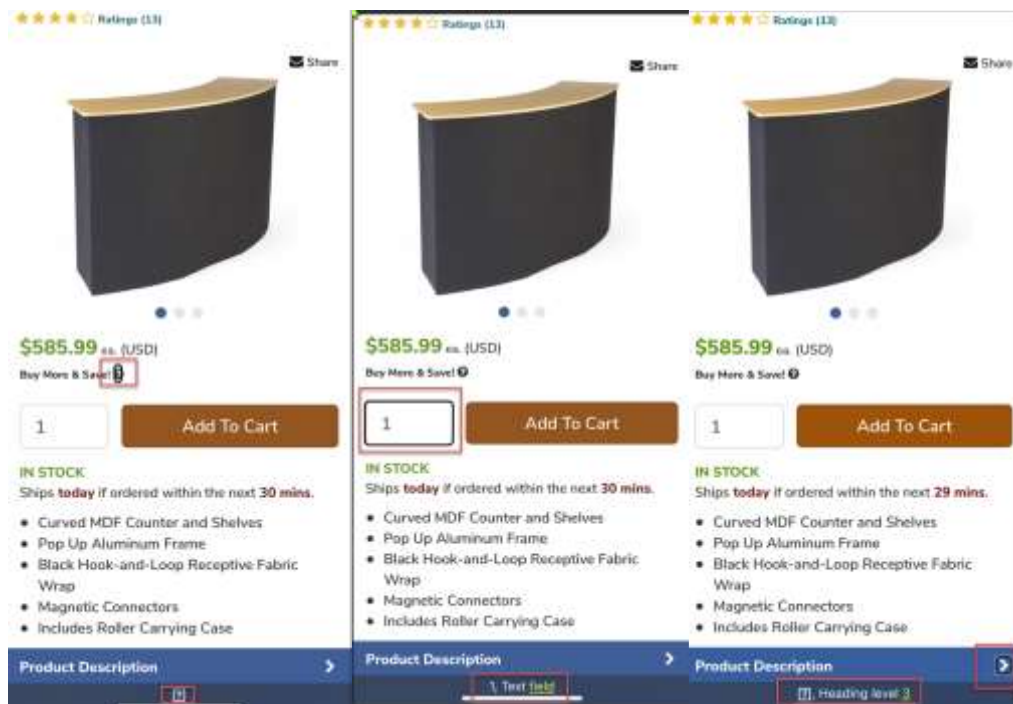 Ratings (13)
Share
$585.99 ea. (USD)
Buy More & Save!
1
Add To Cart
IN STOCK
Ships today if ordered within the next 30 mins.
• Curved MDF Counter and Shelves
• Pop Up Aluminum Frame
• Black Hook-and-Loop Receptive Fabric
Wrap
• Magnetic Connectors
• Includes Roller Carrying Case
Product Description
[?]
Ratings (13)
Share
$585.99 ea. (USD)
Buy More & Save! ?
1
Add To Cart
IN STOCK
Ships today if ordered within the next 30 mins.
• Curved MDF Counter and Shelves
• Pop Up Aluminum Frame
• Black Hook-and-Loop Receptive Fabric
Wrap
• Magnetic Connectors
• Includes Roller Carrying Case
Product Description
1, Text field
Ratings (13)
Share
$585.99 ea. (USD)
Buy More & Save! ?
1
Add To Cart
IN STOCK
Ships today if ordered within the next 29 mins.
• Curved MDF Counter and Shelves
• Pop Up Aluminum Frame
• Black Hook-and-Loop Receptive Fabric
Wrap
• Magnetic Connectors
• Includes Roller Carrying Case
Product Description
[?], Heading level 3